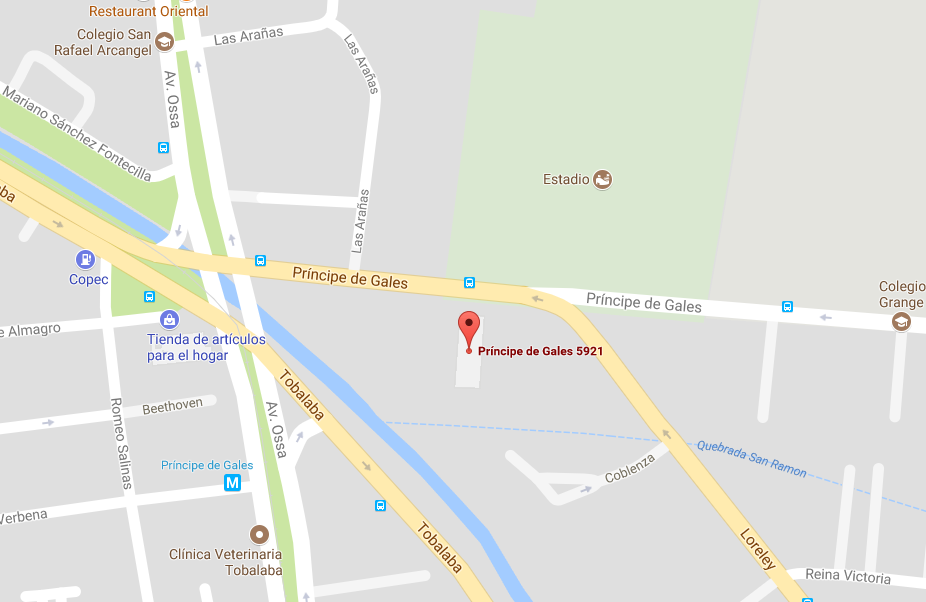 Restaurant Oriental
Colegio San
Rafael Arcangel
Las Arañas
Las Arañas
Av. Ossa
Mariano Sánchez Fontecilla
Estadio
Las Arañas
ba
Copec
Príncipe de Gales
Príncipe de Gales
Colegio
Grange
e Almagro
Tienda de artículos
para el hogar
Príncipe de Gales 5921
Tobalaba
Beethoven
Av. Ossa
Romeo Salinas
Príncipe de Gales
M
Quebrada San Ramon
Coblenza
Verbena
Clínica Veterinaria
Tobalaba
Tobalaba
Loreley
Reina Victoria